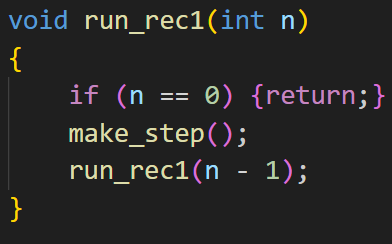 void run_rec1(int n)
{
    if (n == 0) {return;}
    make_step();
    run_rec1(n - 1);
}